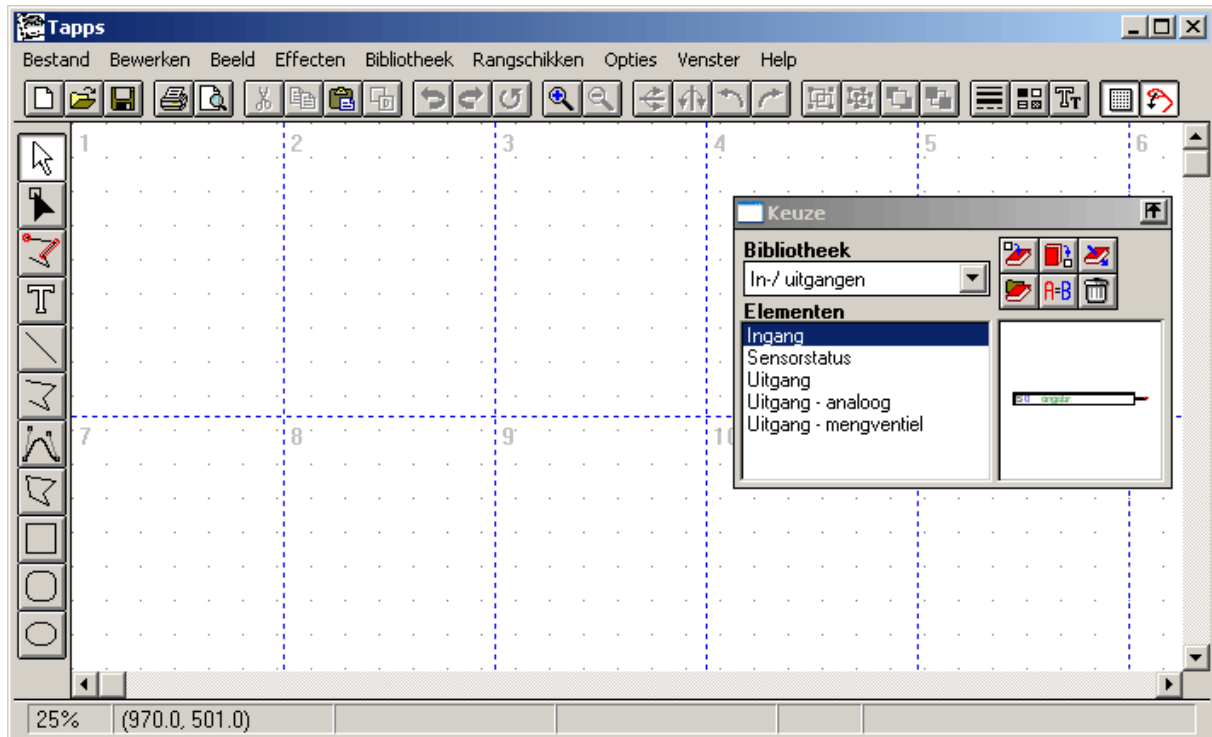 Tapps
Bestand Bewerken Beeld Effecten Bibliotheek Rangschikken Opties Venster Help
1 2 3 4 5 6
Keuze
Bibliotheek
In-/ uitgangen
A=B
Elementen
Ingang
Sensorstatus
Uitgang
Uitgang - analoog
Uitgang - mengventiel
7 8 9 10
25% (970.0, 501.0)